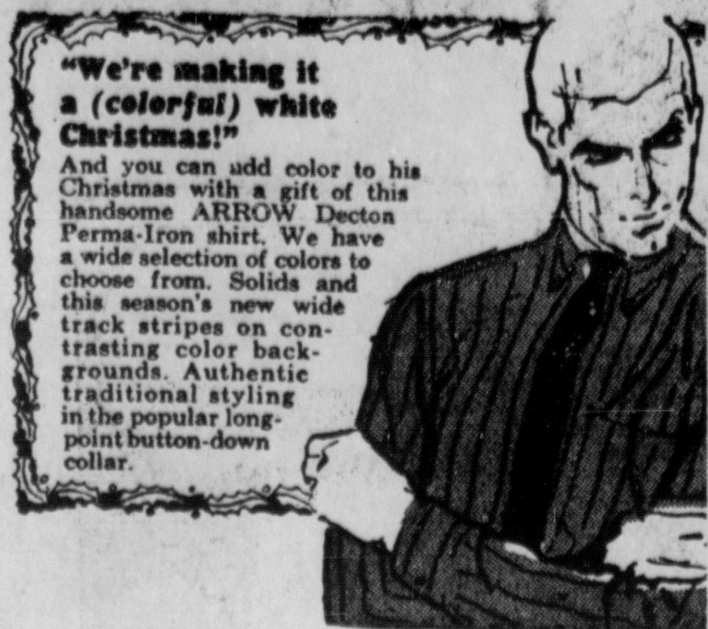 "We're making it
a (colorful) white
Christmas!"
And you can add color to his
Christmas with a gift of this
handsome ARROW Decton
Perma-Iron shirt. We have
a wide selection of colors to
choose from. Solids and
this season's new wide
track stripes on con-
trasting color back-
grounds. Authentic
traditional styling
in the popular long-
point button-down
collar.